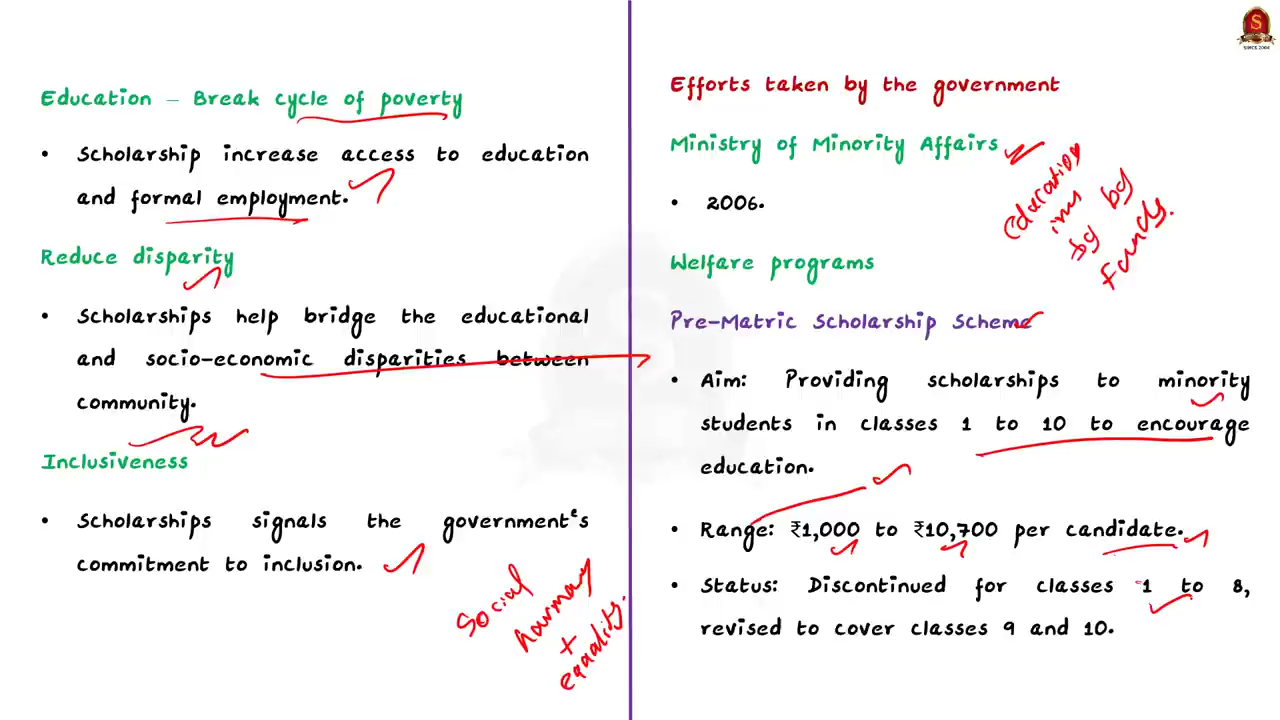 Education – Break cycle of poverty
• Scholarship increase access to education
and formal employment.
Reduce disparity
• Scholarships help bridge the educational
and socio-economic disparities between
community.
Inclusiveness
• Scholarships signals the government's
commitment to inclusion.
Social
harmony
+
equality.
Efforts taken by the government
Ministry of Minority Affairs
• 2006.
Education
by
funds.
Welfare programs
Pre-Matric Scholarship Scheme
• Aim: Providing scholarships to minority
students in classes 1 to 10 to encourage
education.
• Range: ₹1,000 to ₹10,700 per candidate.
• Status: Discontinued for classes 1 to 8,
revised to cover classes 9 and 10.
S